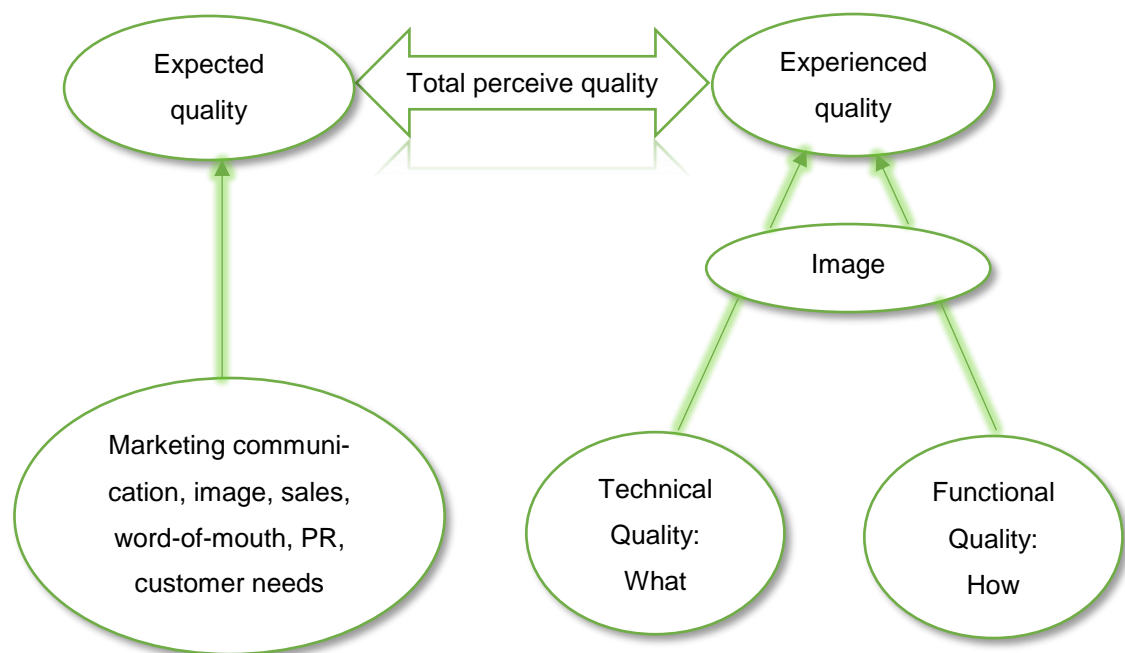 Expected
quality
Total perceive quality
Experienced
quality
Image
Marketing communi-
cation, image, sales,
word-of-mouth, PR,
customer needs
Technical
Quality:
What
Functional
Quality:
How